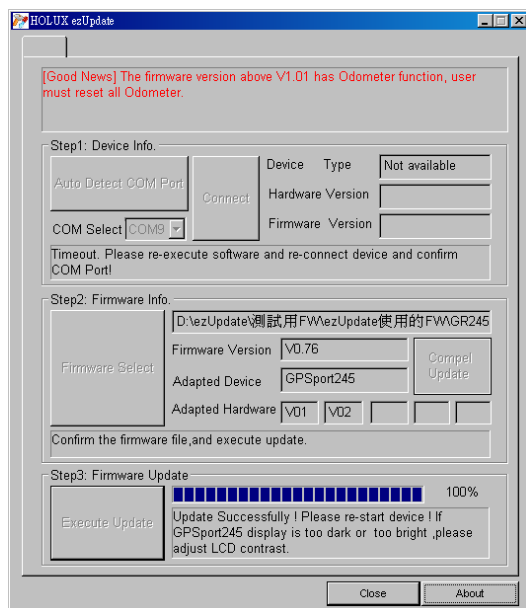 HOLUX ezUpdate
[Good News] The firmware version above V1.01 has Odometer function, user
must reset all Odometer.
Step1: Device Info.
Auto Detect COM Port
Connect
Device Type Not available
Hardware Version
COM Select COM9
Firmware Version
Timeout. Please re-execute software and re-connect device and confirm
COM Port!
Step2: Firmware Info.
Firmware Select
D:\ezUpdate\測試用FW\ezUpdate使用的FW\GR245
Firmware Version V0.76
Compel
Update
Adapted Device GPSport245
Adapted Hardware V01 V02
Confirm the firmware file,and execute update.
Step3: Firmware Update
100%
Execute Update
Update Successfully ! Please re-start device ! If
GPSport245 display is too dark or too bright ,please
adjust LCD contrast.
Close About